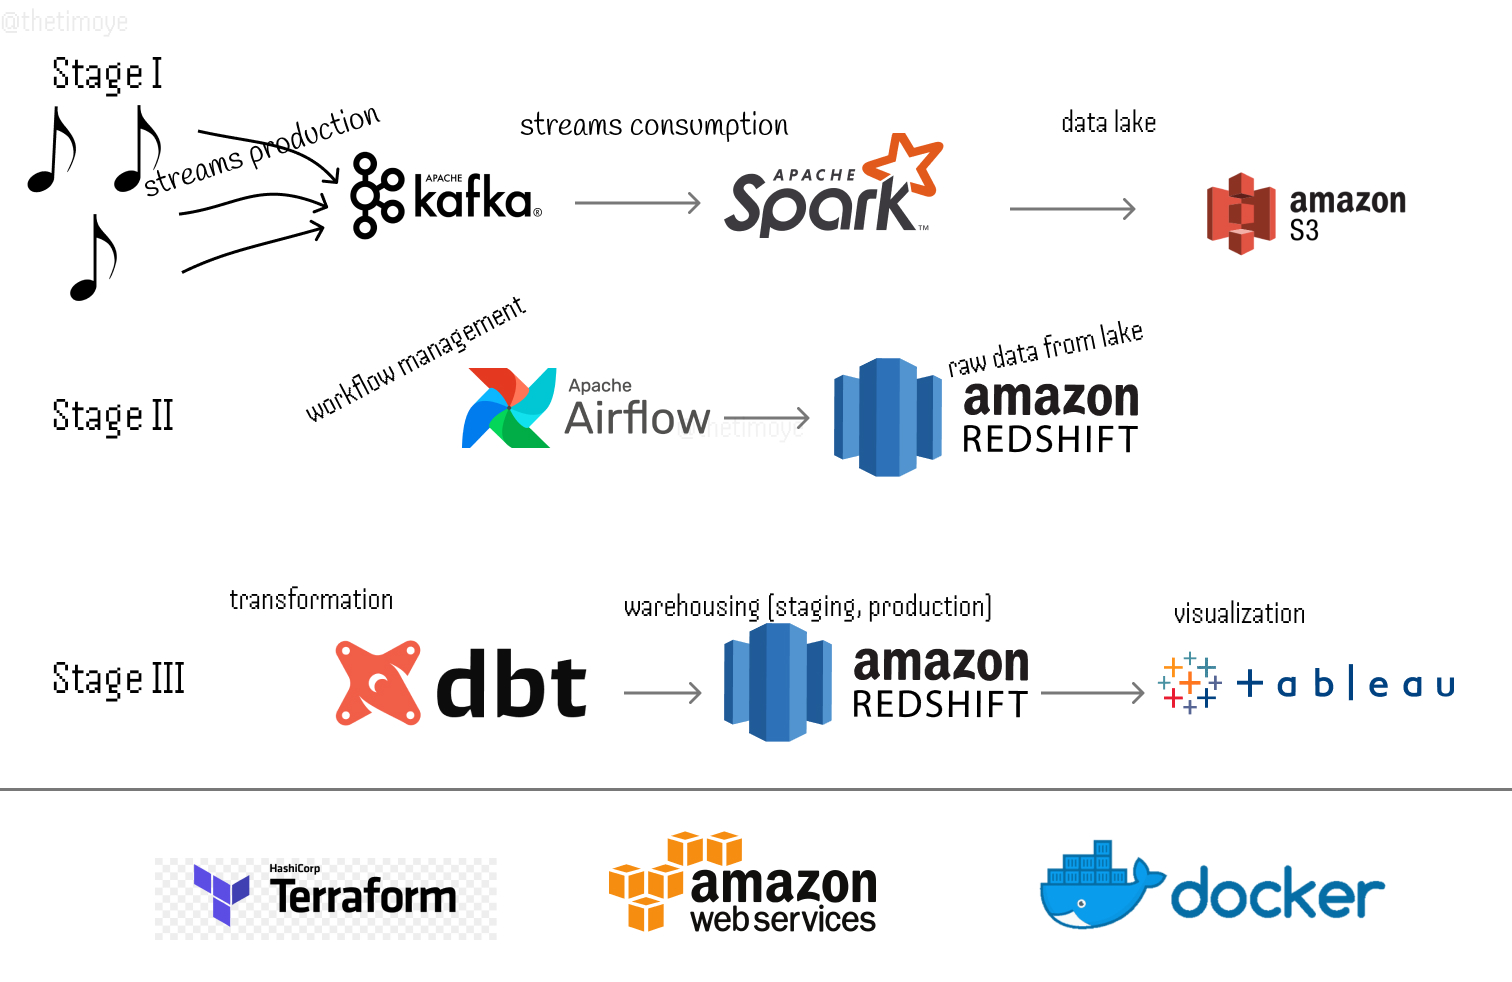 @thetimoye
Stage I
streams production
streams consumption
data lake
APACHE
kafka®
APACHE
Spark™
amazon
S3
workflow management
raw data from lake
Stage II
Apache
Airflow
@thetimoye
amazon
REDSHIFT
transformation
warehousing (staging, production)
visualization
Stage III
dbt
amazon
REDSHIFT
+ableau
HashiCorp
Terraform
amazon
web services
docker